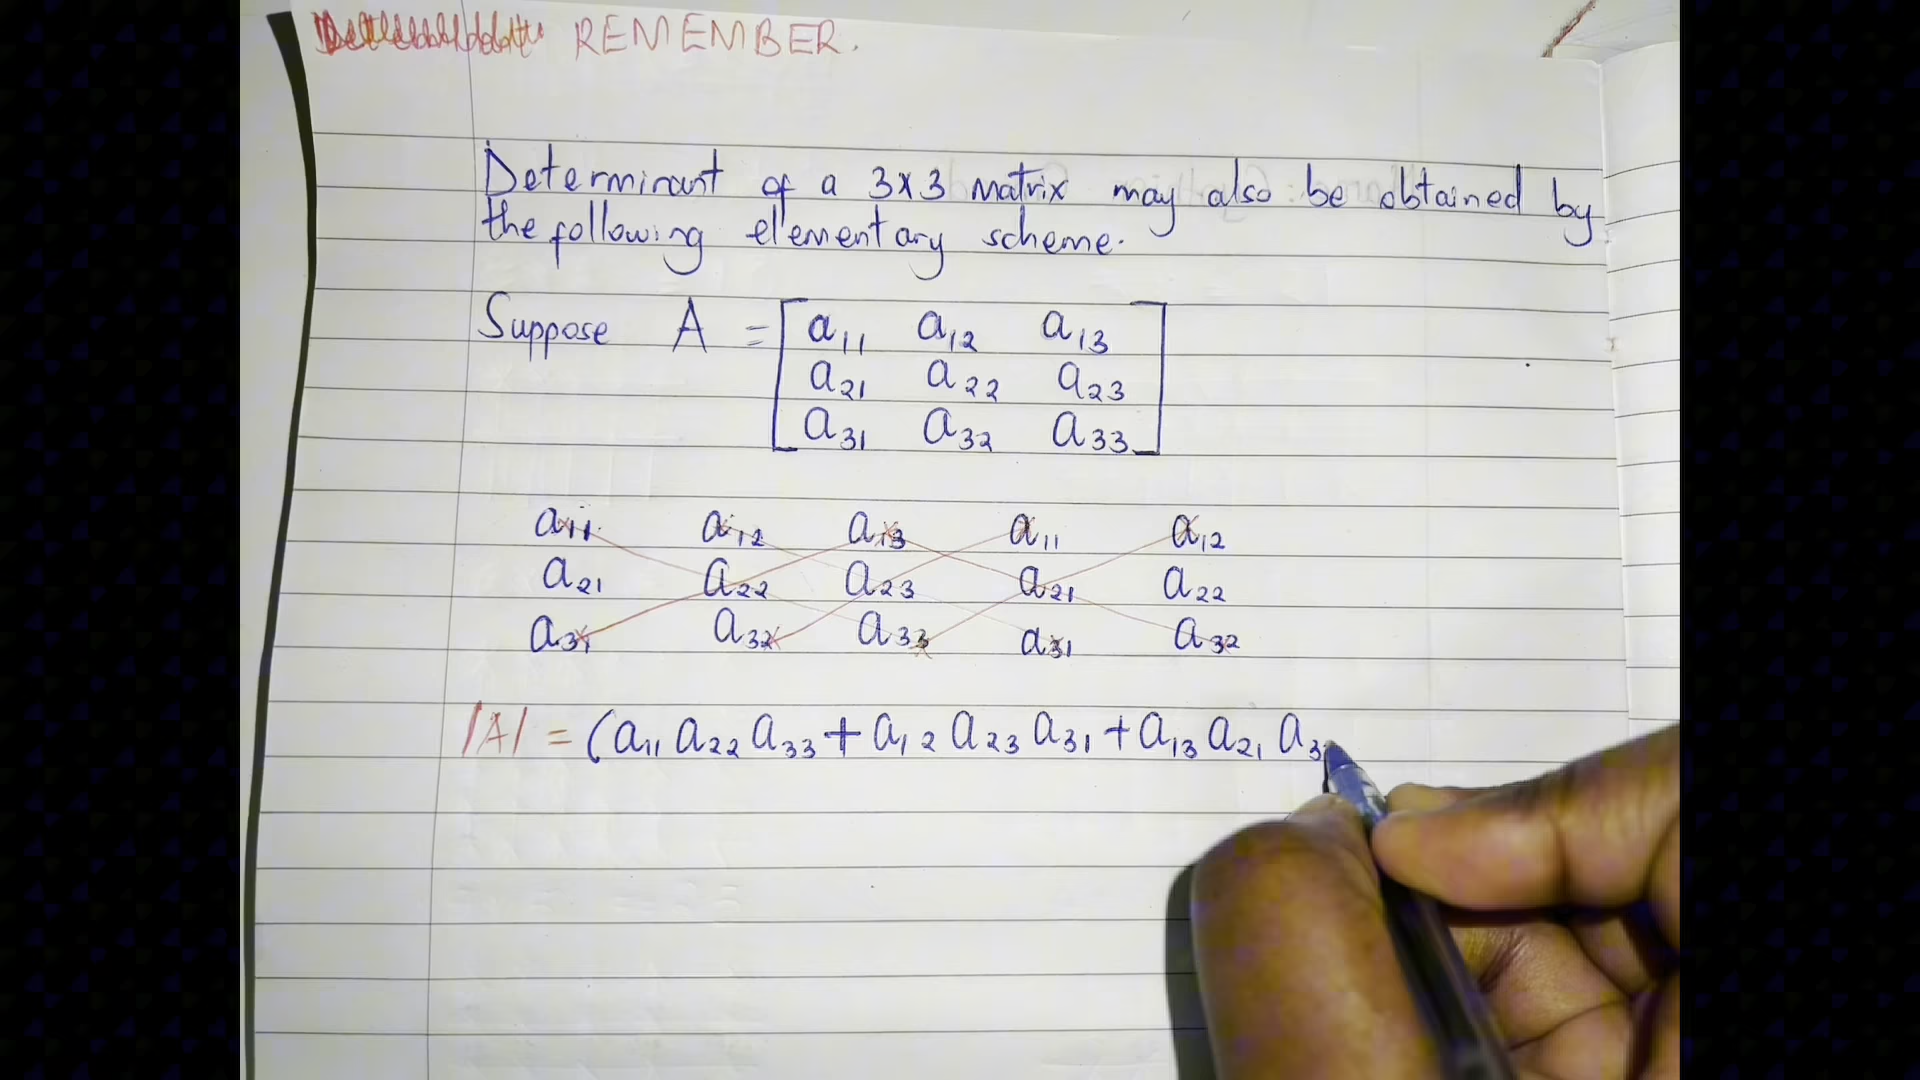 REMEMBER.
Determinant of a 3x3 matrix may also be obtained by
the following elementary scheme.
Suppose A = [ a11 a12 a13
a21 a22 a23
a31 a32 a33 ]
a11 a12 a13 a11 a12
a21 a22 a23 a21 a22
a31 a32 a33 a31 a32
|A| = (a11 a22 a33 + a12 a23 a31 + a13 a21 a3